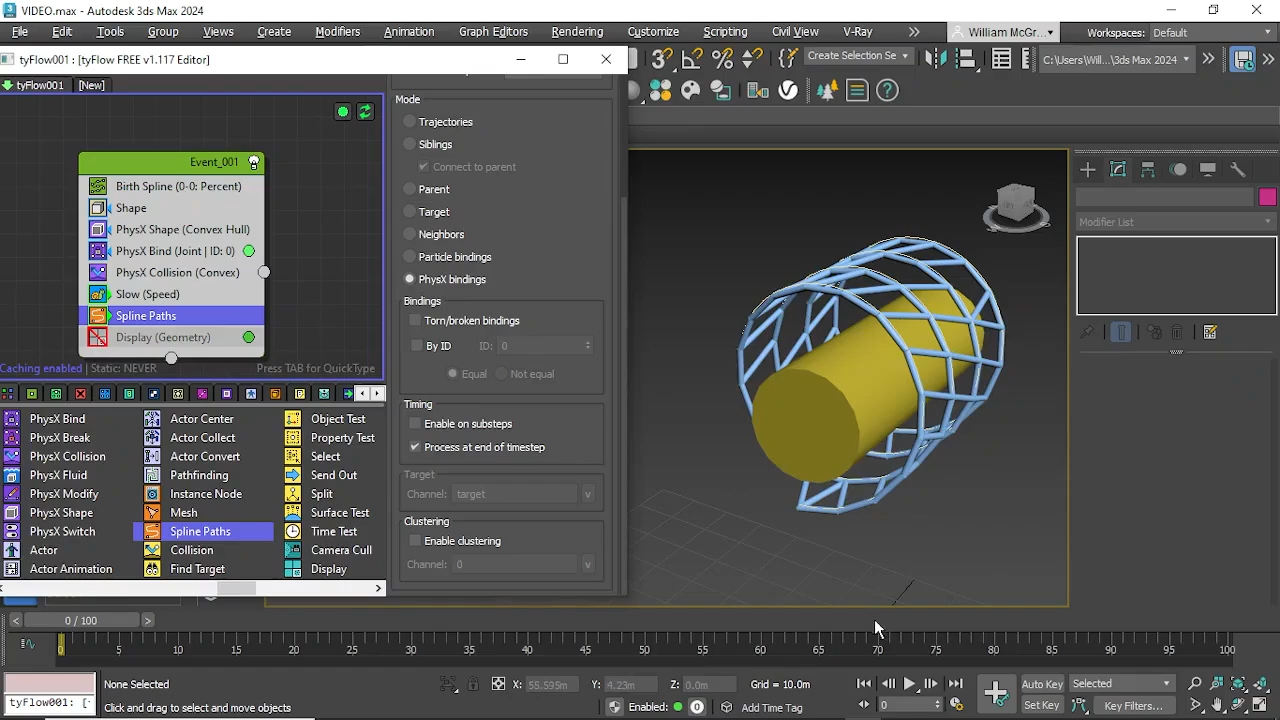 VIDEO.max - Autodesk 3ds Max 2024
File Edit Tools Group Views Create Modifiers Animation Graph Editors Rendering Customize Scripting Civil View V-Ray William McGr... Workspaces: Default
tyFlow001 : [tyFlow FREE v1.117 Editor]
Create Selection Se
C:\Users\Will...\3ds Max 2024
tyFlow001 [New]
Event_001
Birth Spline (0-0: Percent)
Shape
PhysX Shape (Convex Hull)
PhysX Bind (Joint | ID: 0)
PhysX Collision (Convex)
Slow (Speed)
Spline Paths
Display (Geometry)
Caching enabled | Static: NEVER
Press TAB for QuickType
PhysX Bind Actor Center Object Test
PhysX Break Actor Collect Property Test
PhysX Collision Actor Convert Select
PhysX Fluid Pathfinding Send Out
PhysX Modify Instance Node Split
PhysX Shape Mesh Surface Test
PhysX Switch Spline Paths Time Test
Actor Collision Camera Cull
Actor Animation Find Target Display
Mode
Trajectories
Siblings
Connect to parent
Parent
Target
Neighbors
Particle bindings
PhysX bindings
Bindings
Torn/broken bindings
By ID ID: 0
Equal Not equal
Timing
Enable on substeps
Process at end of timestep
Target
Channel: target v
Clustering
Enable clustering
Channel: 0 v
Modifier List
< 0 / 100 >
0 5 10 15 20 25 30 35 40 45 50 55 60 65 70 75 80 85 90 95 100
None Selected X: 55.595m Y: 4.23m Z: 0.0m Grid = 10.0m Auto Key Selected
tyFlow001: [
Click and drag to select and move objects Enabled: 0 Add Time Tag 0 Set Key Key Filters...